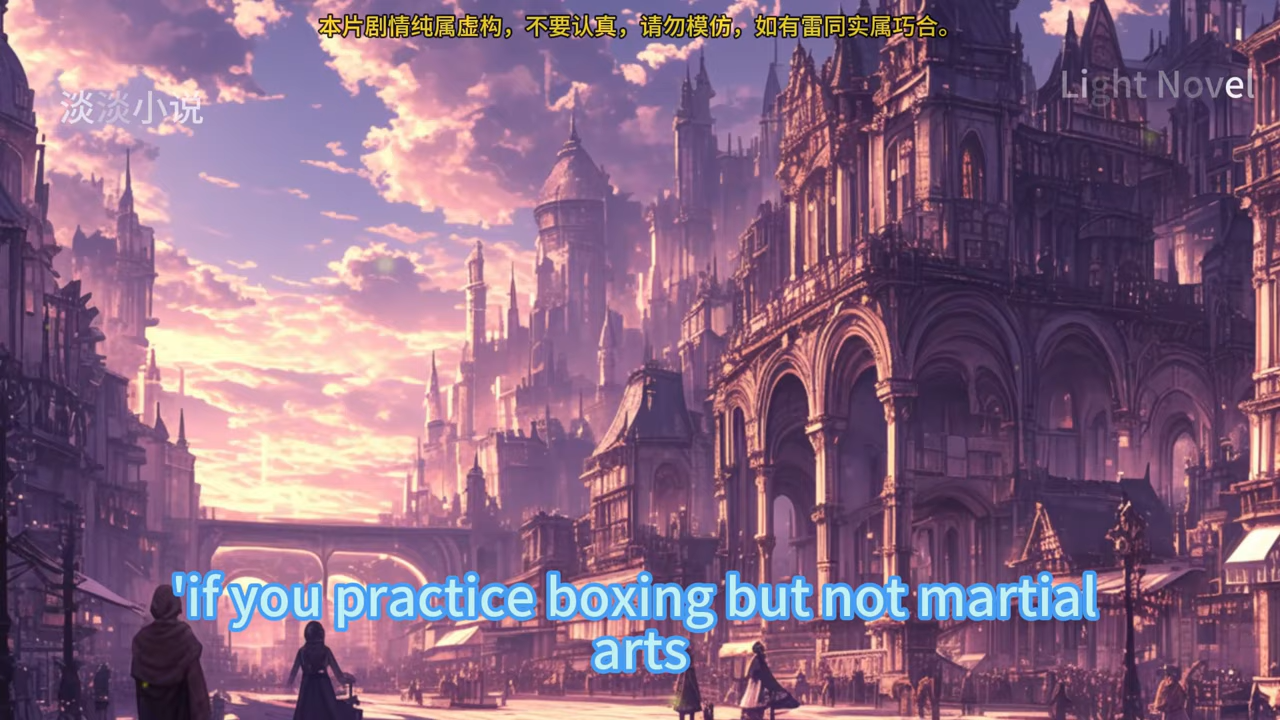 本片剧情纯属虚构，不要认真，请勿模仿，如有雷同实属巧合。
淡淡小说
Light Novel
'if you practice boxing but not martial
arts